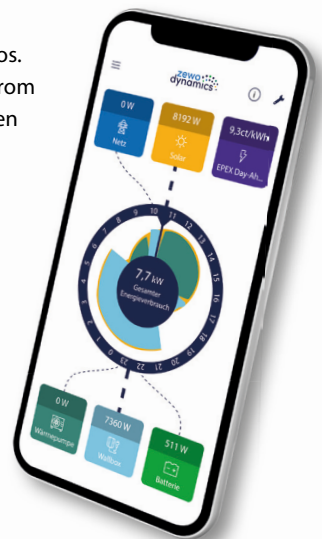 os.
rom
en
zewo
dynamics
0 W
Netz
8192 W
Solar
9,3ct/kWh
EPEX Day-Ah...
0
1
2
3
4
5
6
7
8
9
10
11
12
13
14
15
16
17
18
19
20
21
22
23
7,7 kW
Gesamter
Energieverbrauch
0 W
Wärmepumpe
7360 W
Wallbox
511 W
Batterie